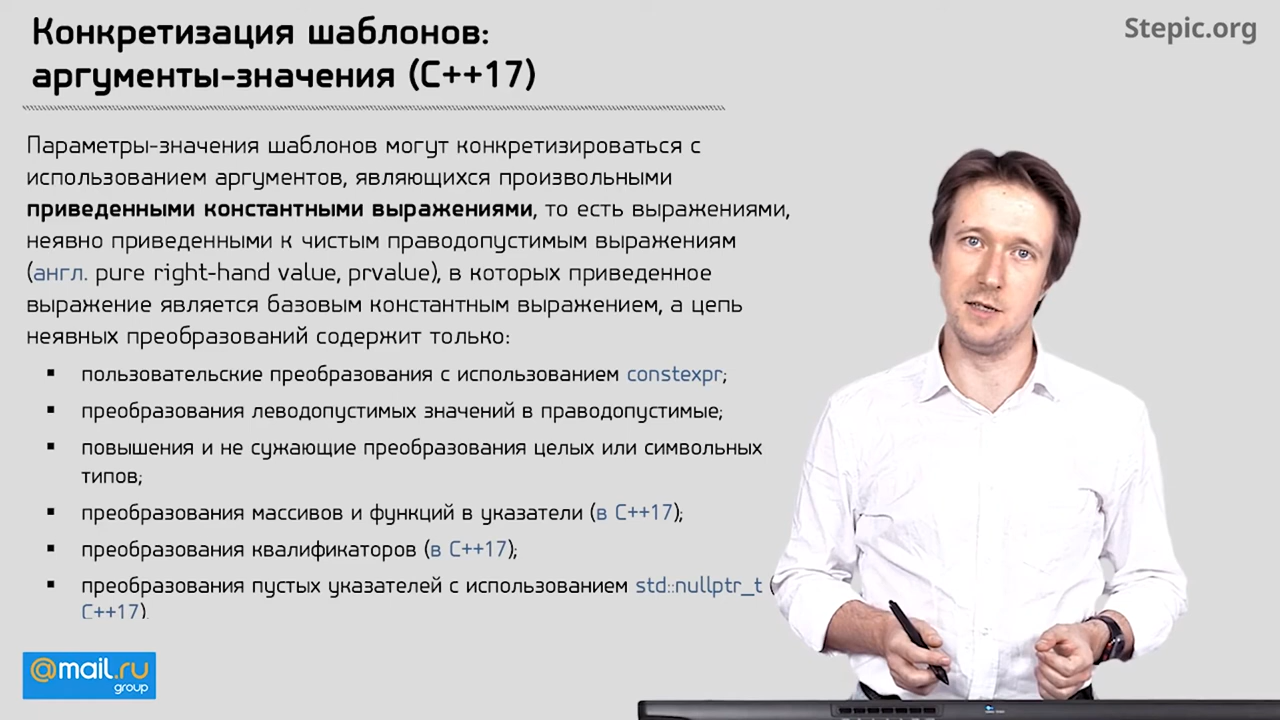 Конкретизация шаблонов:
аргументы-значения (C++17)
Stepic.org
Параметры-значения шаблонов могут конкретизироваться с
использованием аргументов, являющихся произвольными
приведенными константными выражениями, то есть выражениями,
неявно приведенными к чистым праводопустимым выражениям
(англ. pure right-hand value, prvalue), в которых приведенное
выражение является базовым константным выражением, а цепь
неявных преобразований содержит только:
▪ пользовательские преобразования с использованием constexpr;
▪ преобразования леводопустимых значений в праводопустимые;
▪ повышения и не сужающие преобразования целых или символьных
типов;
▪ преобразования массивов и функций в указатели (в C++17);
▪ преобразования квалификаторов (в C++17);
▪ преобразования пустых указателей с использованием std::nullptr_t (
C++17).
@mail.ru
group